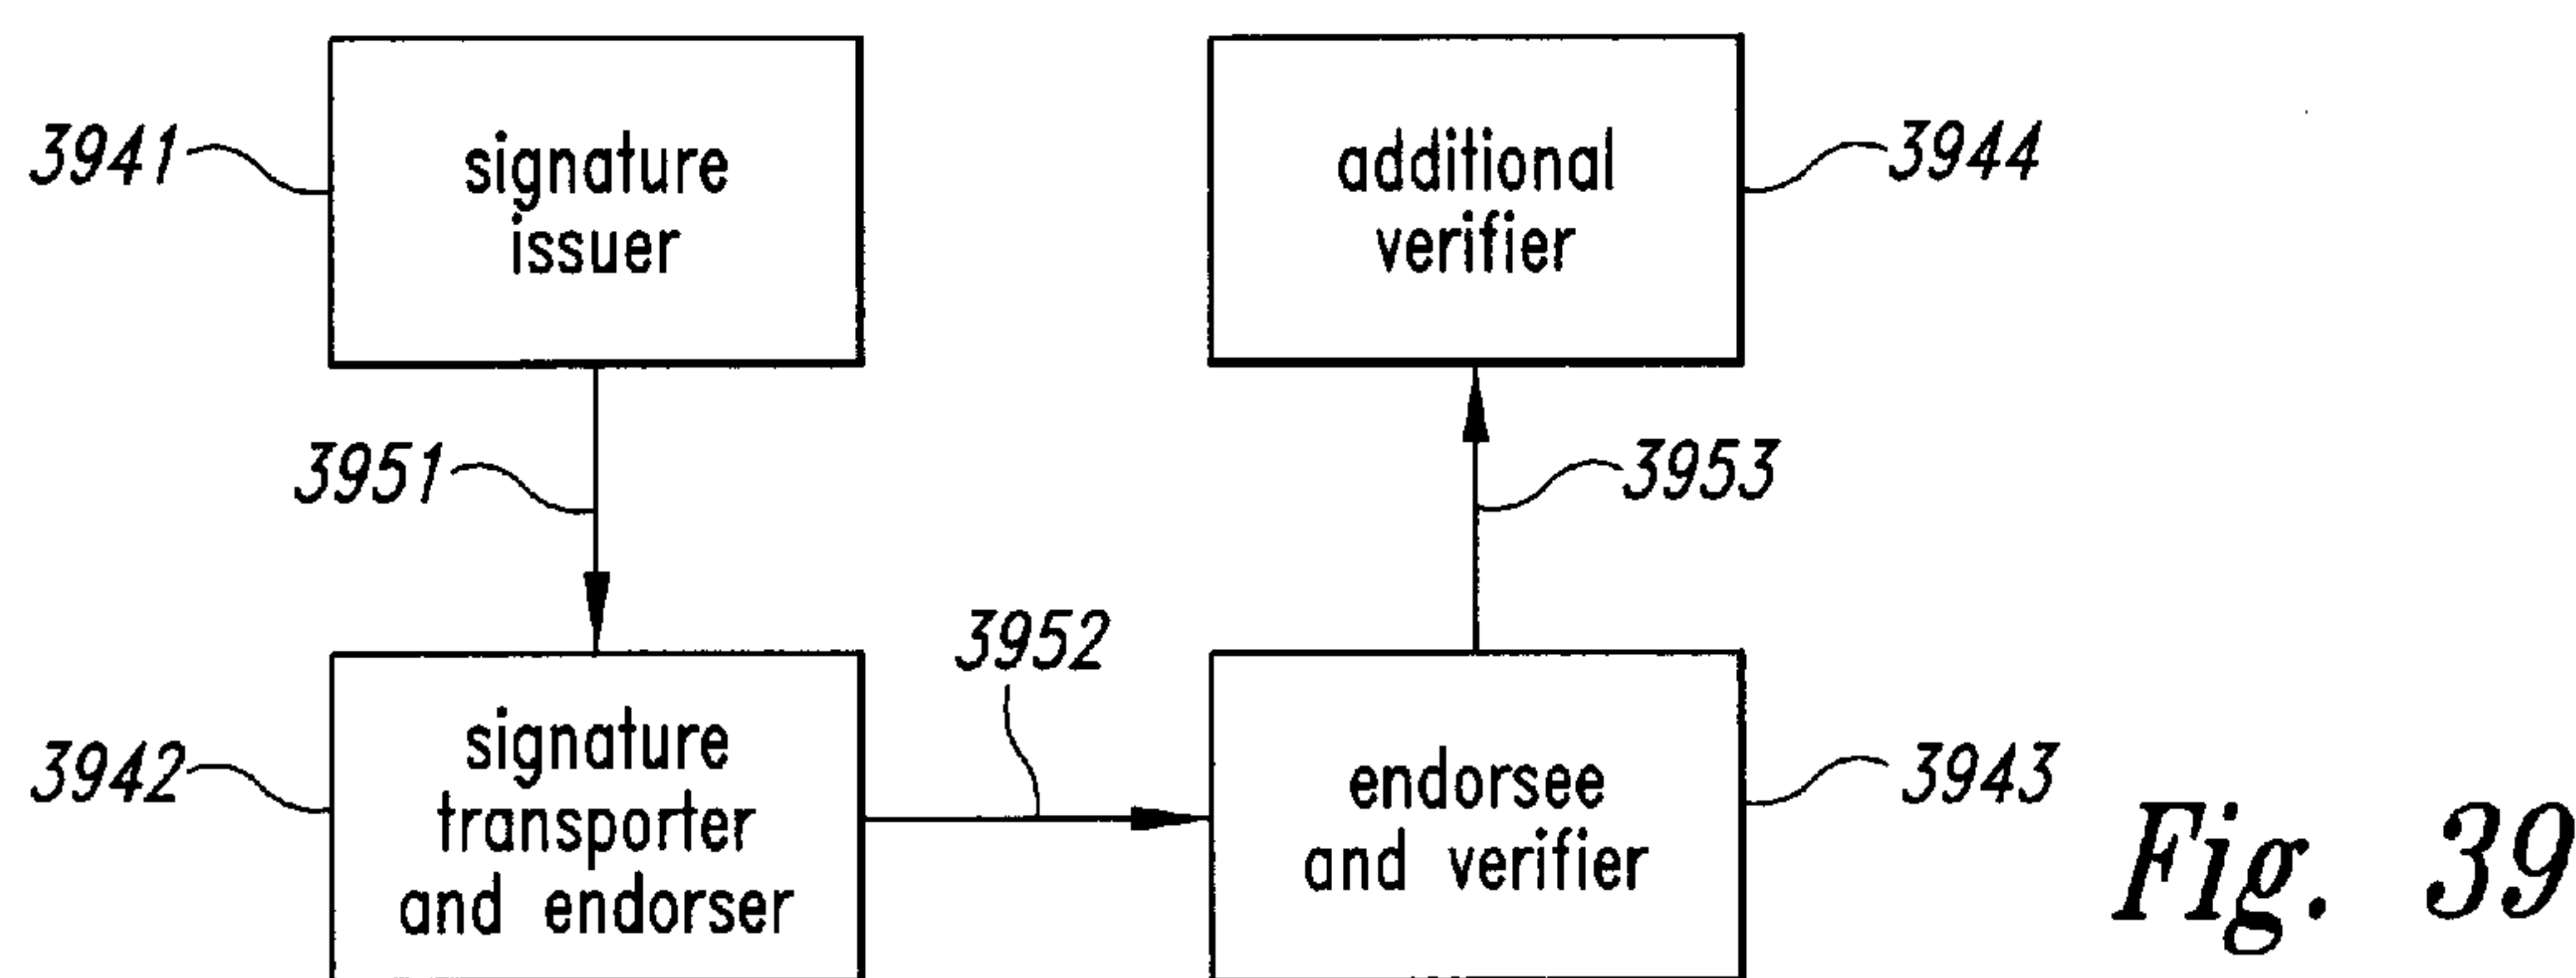 3941
signature
issuer
additional
verifier
3944
3951
3953
3952
3942
signature
transporter
and endorser
endorsee
and verifier
3943
Fig. 39